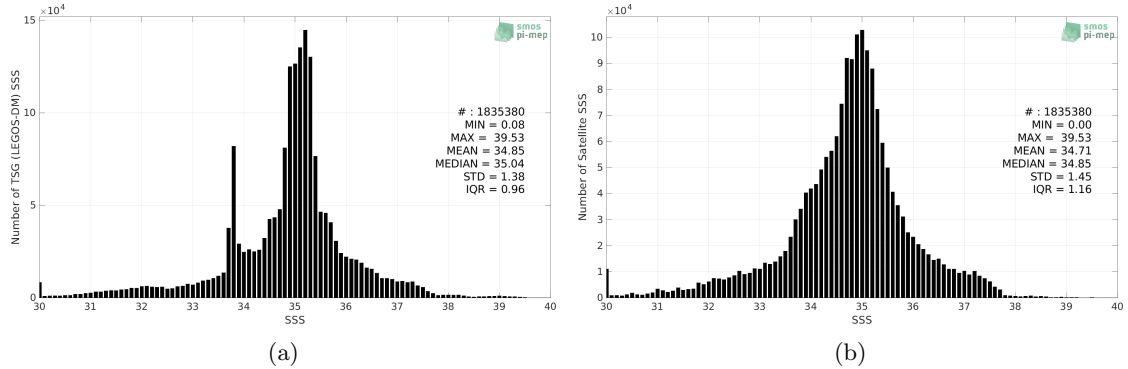 ×10⁴
15
10
5
0
30 31 32 33 34 35 36 37 38 39 40
SSS
Number of TSG (LEGOS-DM) SSS
smos
pi-mep
# : 1835380
MIN = 0.08
MAX = 39.53
MEAN = 34.85
MEDIAN = 35.04
STD = 1.38
IQR = 0.96
(a)
×10⁴
10
9
8
7
6
5
4
3
2
1
0
30 31 32 33 34 35 36 37 38 39 40
SSS
Number of Satellite SSS
smos
pi-mep
# : 1835380
MIN = 0.00
MAX = 39.53
MEAN = 34.71
MEDIAN = 34.85
STD = 1.45
IQR = 1.16
(b)